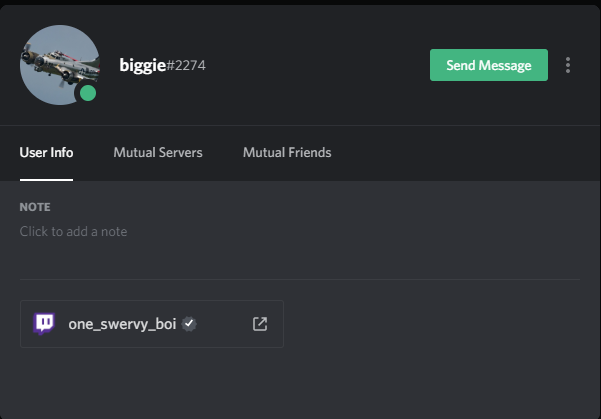 biggie#2274
Send Message
User Info Mutual Servers Mutual Friends
NOTE
Click to add a note
one_swervy_boi